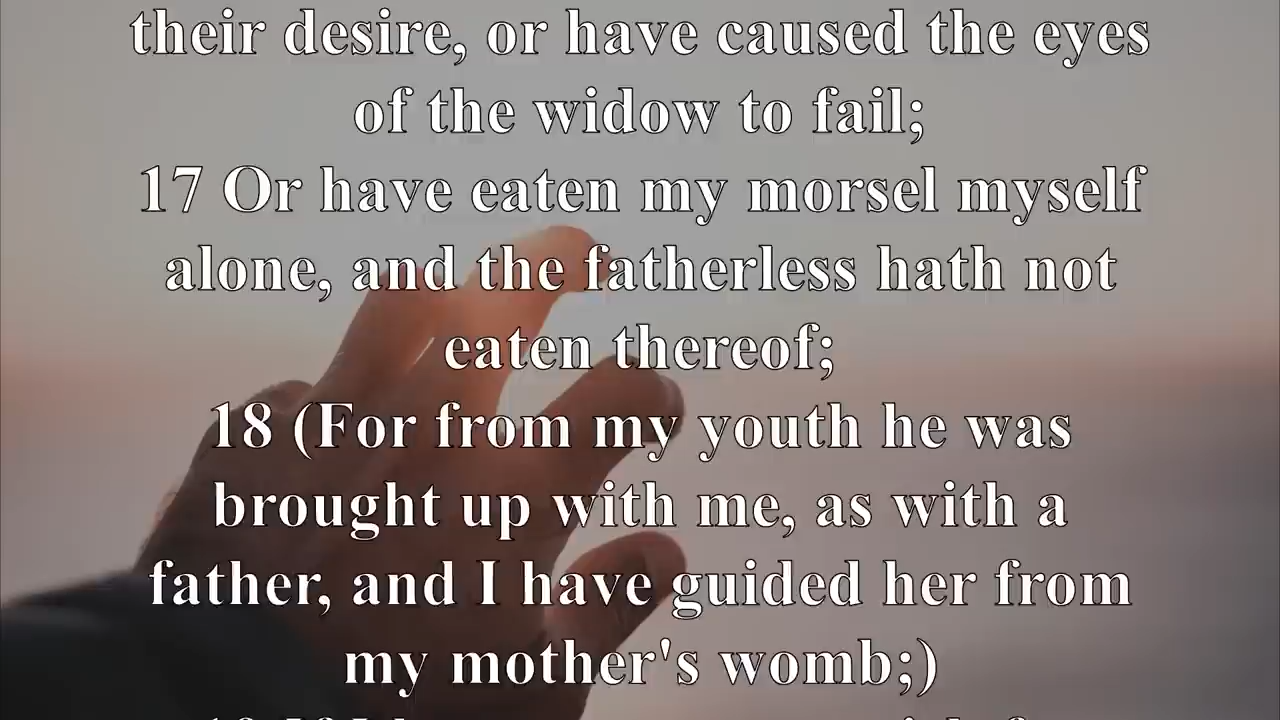 their desire, or have caused the eyes
of the widow to fail;
17 Or have eaten my morsel myself
alone, and the fatherless hath not
eaten thereof;
18 (For from my youth he was
brought up with me, as with a
father, and I have guided her from
my mother's womb;)